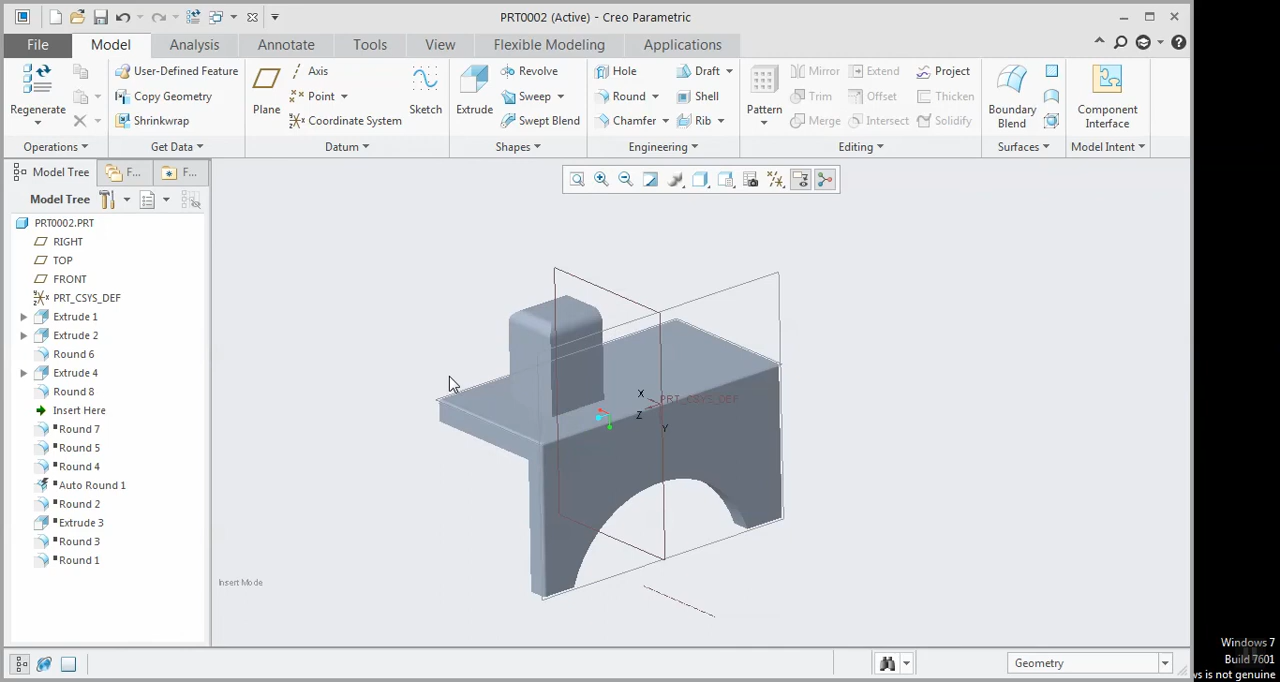 PRT0002 (Active) - Creo Parametric
File Model Analysis Annotate Tools View Flexible Modeling Applications
Regenerate
Operations
User-Defined Feature
Copy Geometry
Shrinkwrap
Get Data
Plane
Axis
Point
Coordinate System
Sketch
Datum
Extrude
Revolve
Sweep
Swept Blend
Shapes
Hole
Draft
Round
Shell
Chamfer
Rib
Engineering
Pattern
Mirror
Extend
Project
Trim
Offset
Thicken
Merge
Intersect
Solidify
Editing
Boundary
Blend
Surfaces
Component
Interface
Model Intent
Model Tree
F...
F...
Model Tree
PRT0002.PRT
RIGHT
TOP
FRONT
PRT_CSYS_DEF
Extrude 1
Extrude 2
Round 6
Extrude 4
Round 8
Insert Here
Round 7
Round 5
Round 4
Auto Round 1
Round 2
Extrude 3
Round 3
Round 1
X
PRT_CSYS_DEF
Z
Y
Insert Mode
Geometry
Windows 7
Build 7601
ws is not genuine